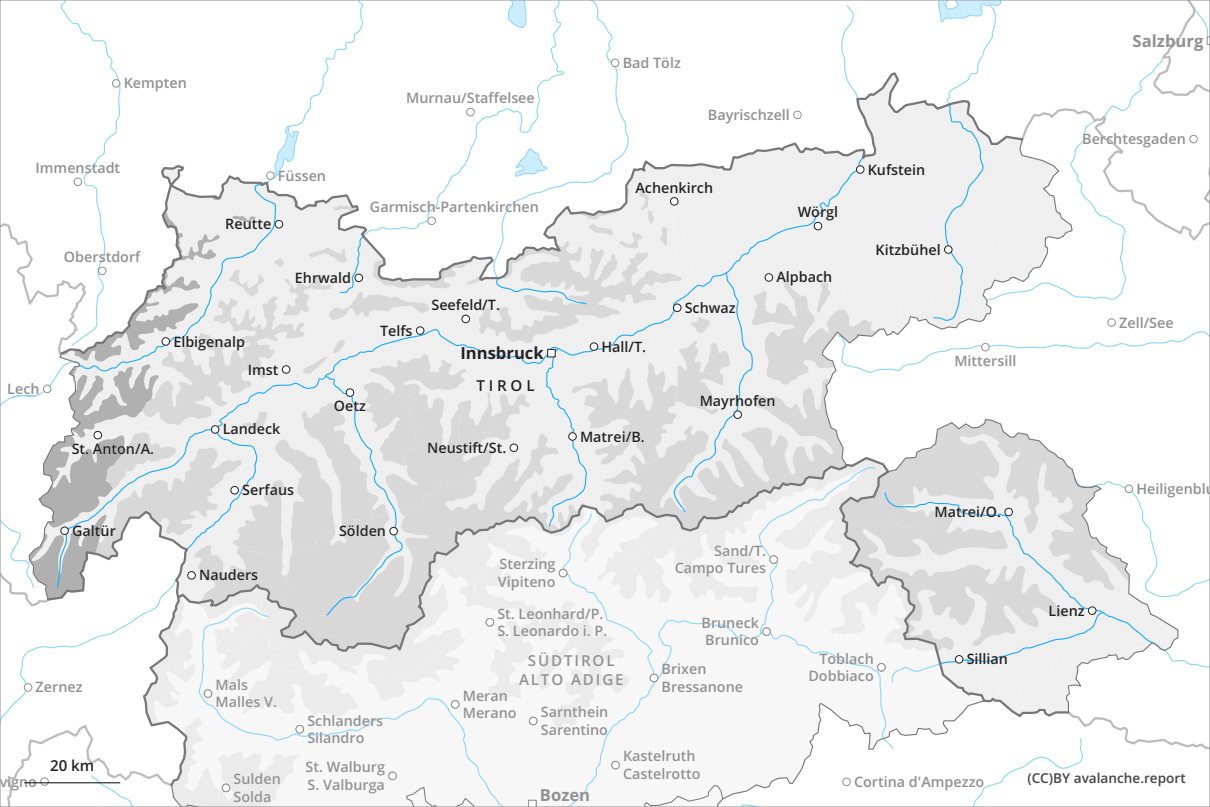 Salzburg
Bad Tölz
Kempten
Murnau/Staffelsee
Bayrischzell
Berchtesgaden
Immenstadt
Kufstein
Füssen
Achenkirch
Garmisch-Partenkirchen
Wörgl
Reutte
Kitzbühel
Oberstdorf
Ehrwald
Alpbach
Seefeld/T.
Schwaz
Zell/See
Telfs
Elbigenalp
Innsbruck
Hall/T.
Mittersill
Imst
TIROL
Lech
Oetz
Mayrhofen
Landeck
Matrei/B.
St. Anton/A.
Neustift/St.
Serfaus
Heiligenblu
Matrei/O.
Galtür
Sölden
Sand/T.
Campo Tures
Sterzing
Vipiteno
Nauders
Lienz
St. Leonhard/P.
S. Leonardo i. P.
Bruneck
Brunico
SÜDTIROL
ALTO ADIGE
Sillian
Toblach
Dobbiaco
Brixen
Bressanone
Zernez
Mals
Malles V.
Meran
Merano
Sarnthein
Sarentino
Schlanders
Silandro
Kastelruth
Castelrotto
20 km
St. Walburg
S. Valburga
vigno
Sulden
Solda
Cortina d'Ampezzo
(CC)BY avalanche.report
Bozen